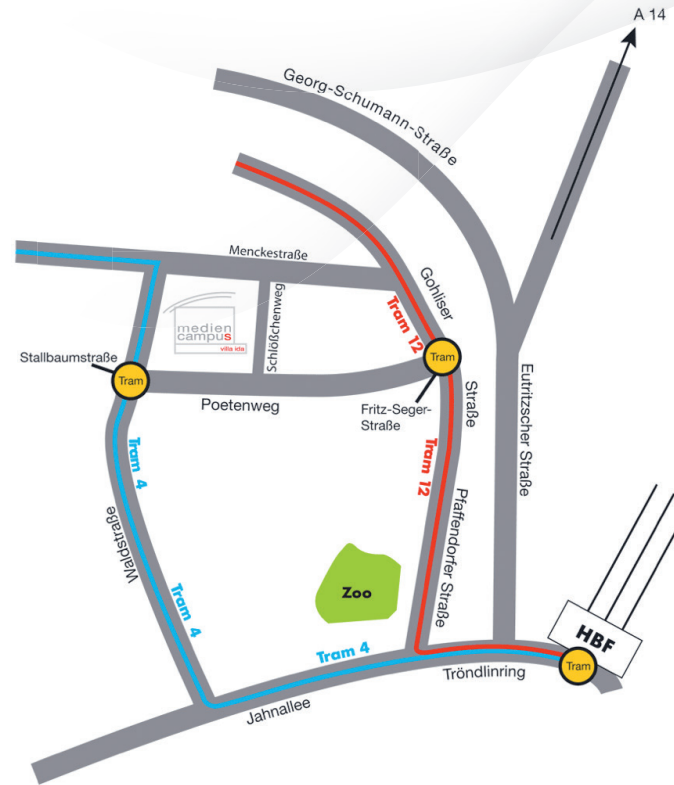 A 14
Georg-Schumann-Straße
Menckestraße
Gohliser
Straße
Tram 12
Schlößchenweg
medien
campus
villa ida
Stallbaumstraße
Tram
Tram
Poetenweg
Fritz-Seger-
Straße
Eutritzscher Straße
Tram 4
Tram 12
Waldstraße
Pfaffendorfer Straße
Zoo
Tram 4
Tram 4
HBF
Tram
Tröndlinring
Jahnallee